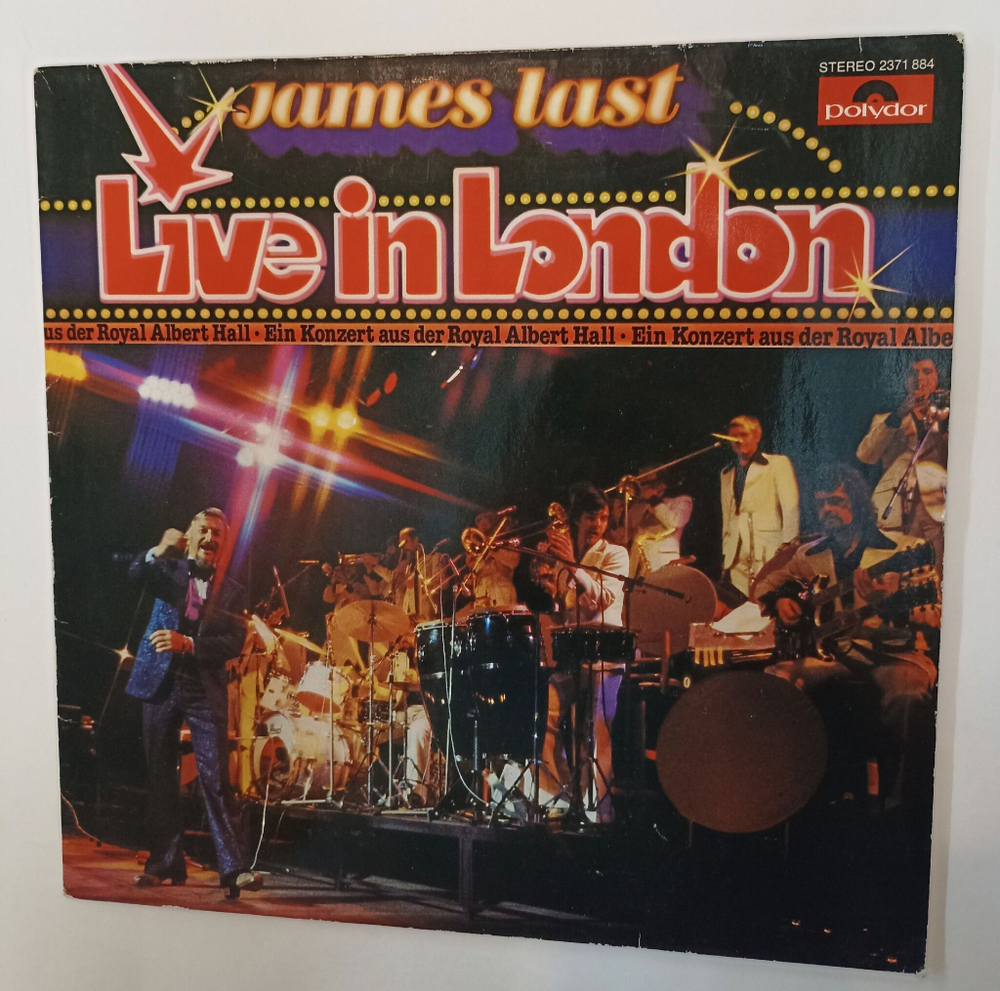 STEREO 2371 884
polydor
James last
Live in London
us der Royal Albert Hall · Ein Konzert aus der Royal Albert Hall · Ein Konzert aus der Royal Albe